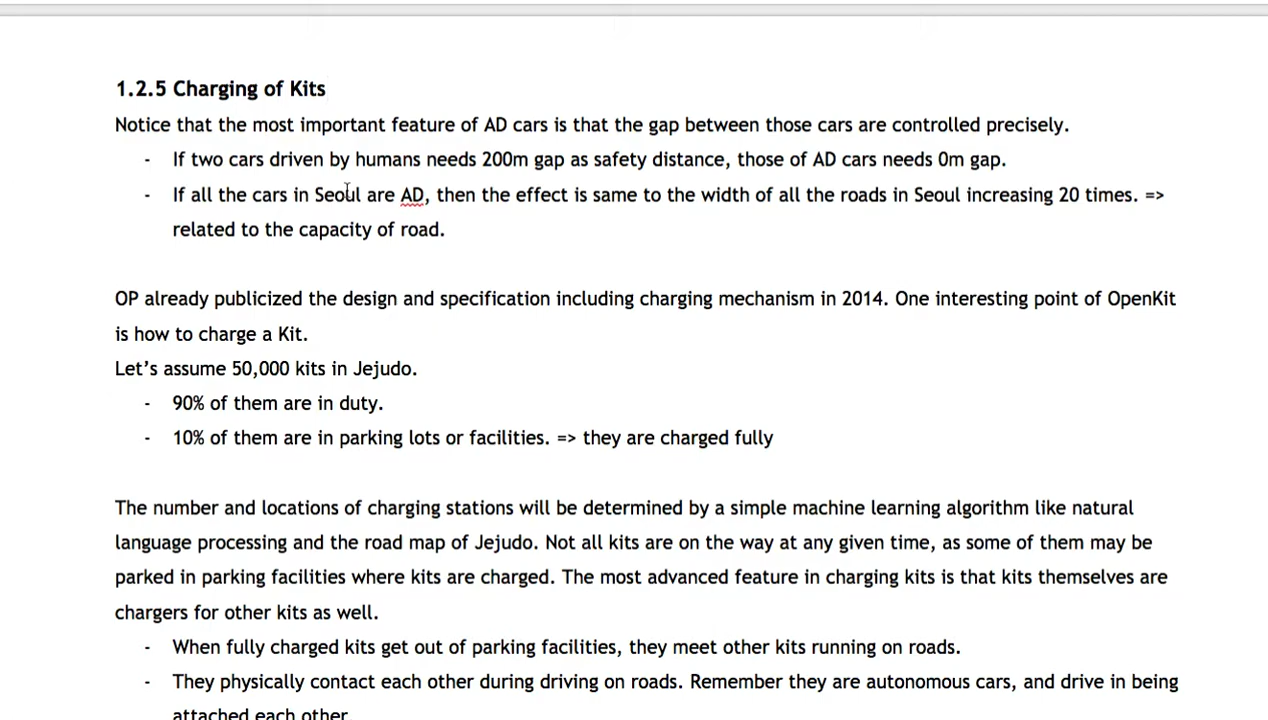 1.2.5 Charging of Kits
Notice that the most important feature of AD cars is that the gap between those cars are controlled precisely.
- If two cars driven by humans needs 200m gap as safety distance, those of AD cars needs 0m gap.
- If all the cars in Seoul are AD, then the effect is same to the width of all the roads in Seoul increasing 20 times. =>
related to the capacity of road.
OP already publicized the design and specification including charging mechanism in 2014. One interesting point of OpenKit
is how to charge a Kit.
Let's assume 50,000 kits in Jejudo.
- 90% of them are in duty.
- 10% of them are in parking lots or facilities. => they are charged fully
The number and locations of charging stations will be determined by a simple machine learning algorithm like natural
language processing and the road map of Jejudo. Not all kits are on the way at any given time, as some of them may be
parked in parking facilities where kits are charged. The most advanced feature in charging kits is that kits themselves are
chargers for other kits as well.
- When fully charged kits get out of parking facilities, they meet other kits running on roads.
- They physically contact each other during driving on roads. Remember they are autonomous cars, and drive in being
attached each other.